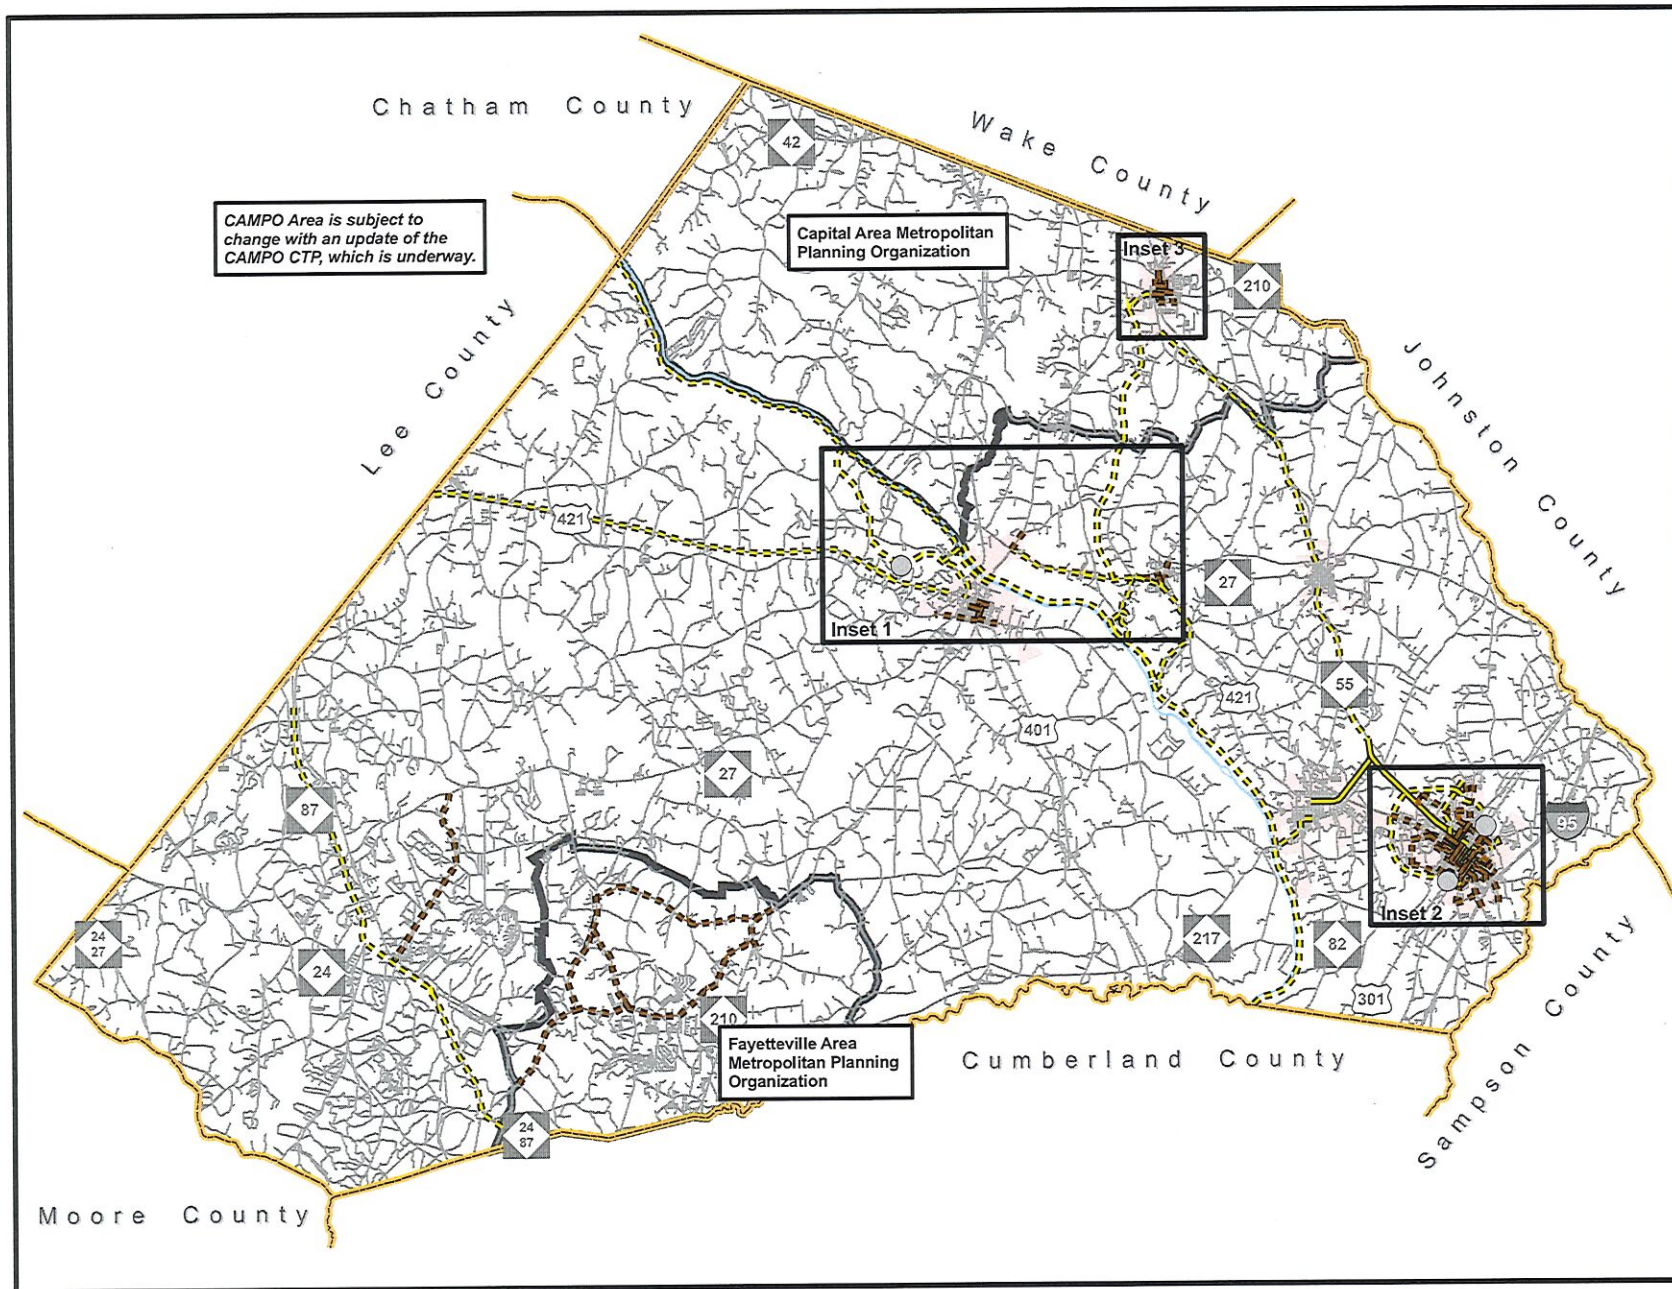 Chatham County
Wake County
42
CAMPO Area is subject to
change with an update of the
CAMPO CTP, which is underway.
Capital Area Metropolitan
Planning Organization
Inset 3
210
Lee County
Johnston County
421
27
Inset 1
55
421
401
27
87
95
Inset 2
24
27
24
217
82
210
301
Fayetteville Area
Metropolitan Planning
Organization
Cumberland County
Sampson County
24
87
Moore County